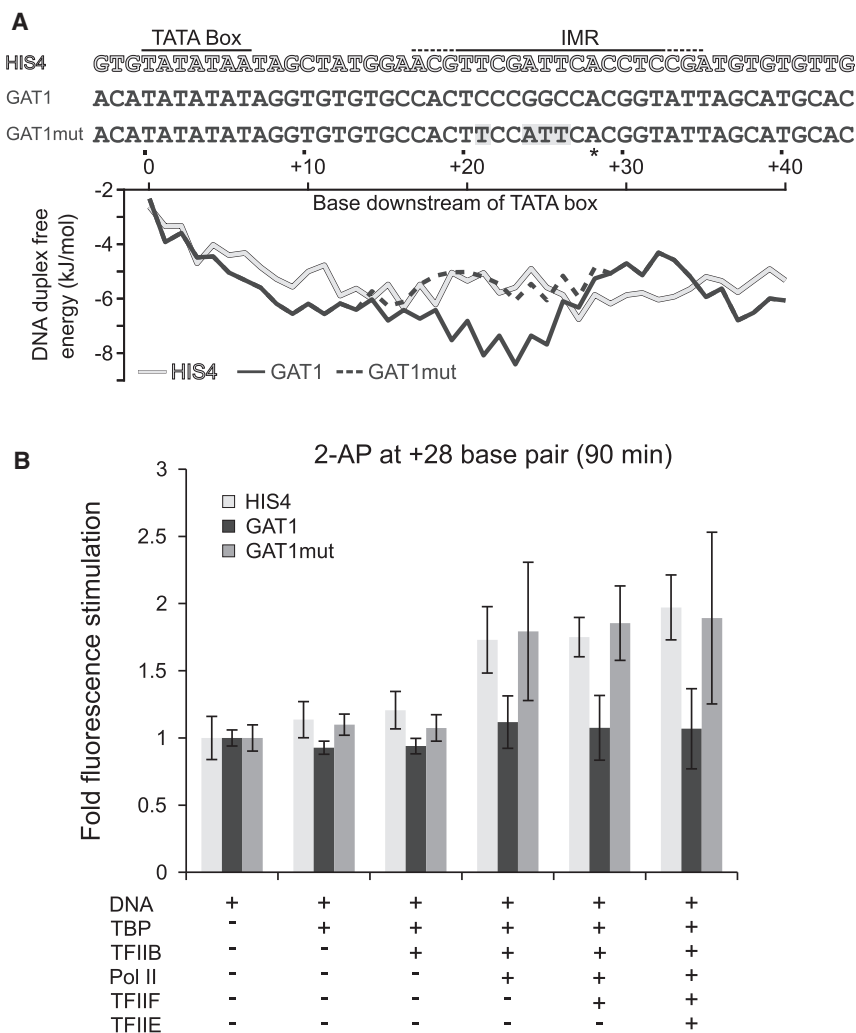 A
TATA Box IMR
HIS4 GTGTATATAATAGCTATGGAACGTTCGATTCACCTCCGATGTGTGTTG
GAT1 ACATATATATAGGTGTGTGCCACTCCCGGCCACGGTATTAGCATGCAC
GAT1mut ACATATATATAGGTGTGTGCCACTTCCATTCACGGTATTAGCATGCAC
0 +10 +20 * +30 +40
Base downstream of TATA box
DNA duplex free
energy (kJ/mol)
-2
-4
-6
-8
HIS4 GAT1 GAT1mut
B
2-AP at +28 base pair (90 min)
Fold fluorescence stimulation
3
2.5
2
1.5
1
0.5
0
HIS4
GAT1
GAT1mut
DNA + + + + + +
TBP - + + + + +
TFIIB - - + + + +
Pol II - - - + + +
TFIIF - - - - + +
TFIIE - - - - - +